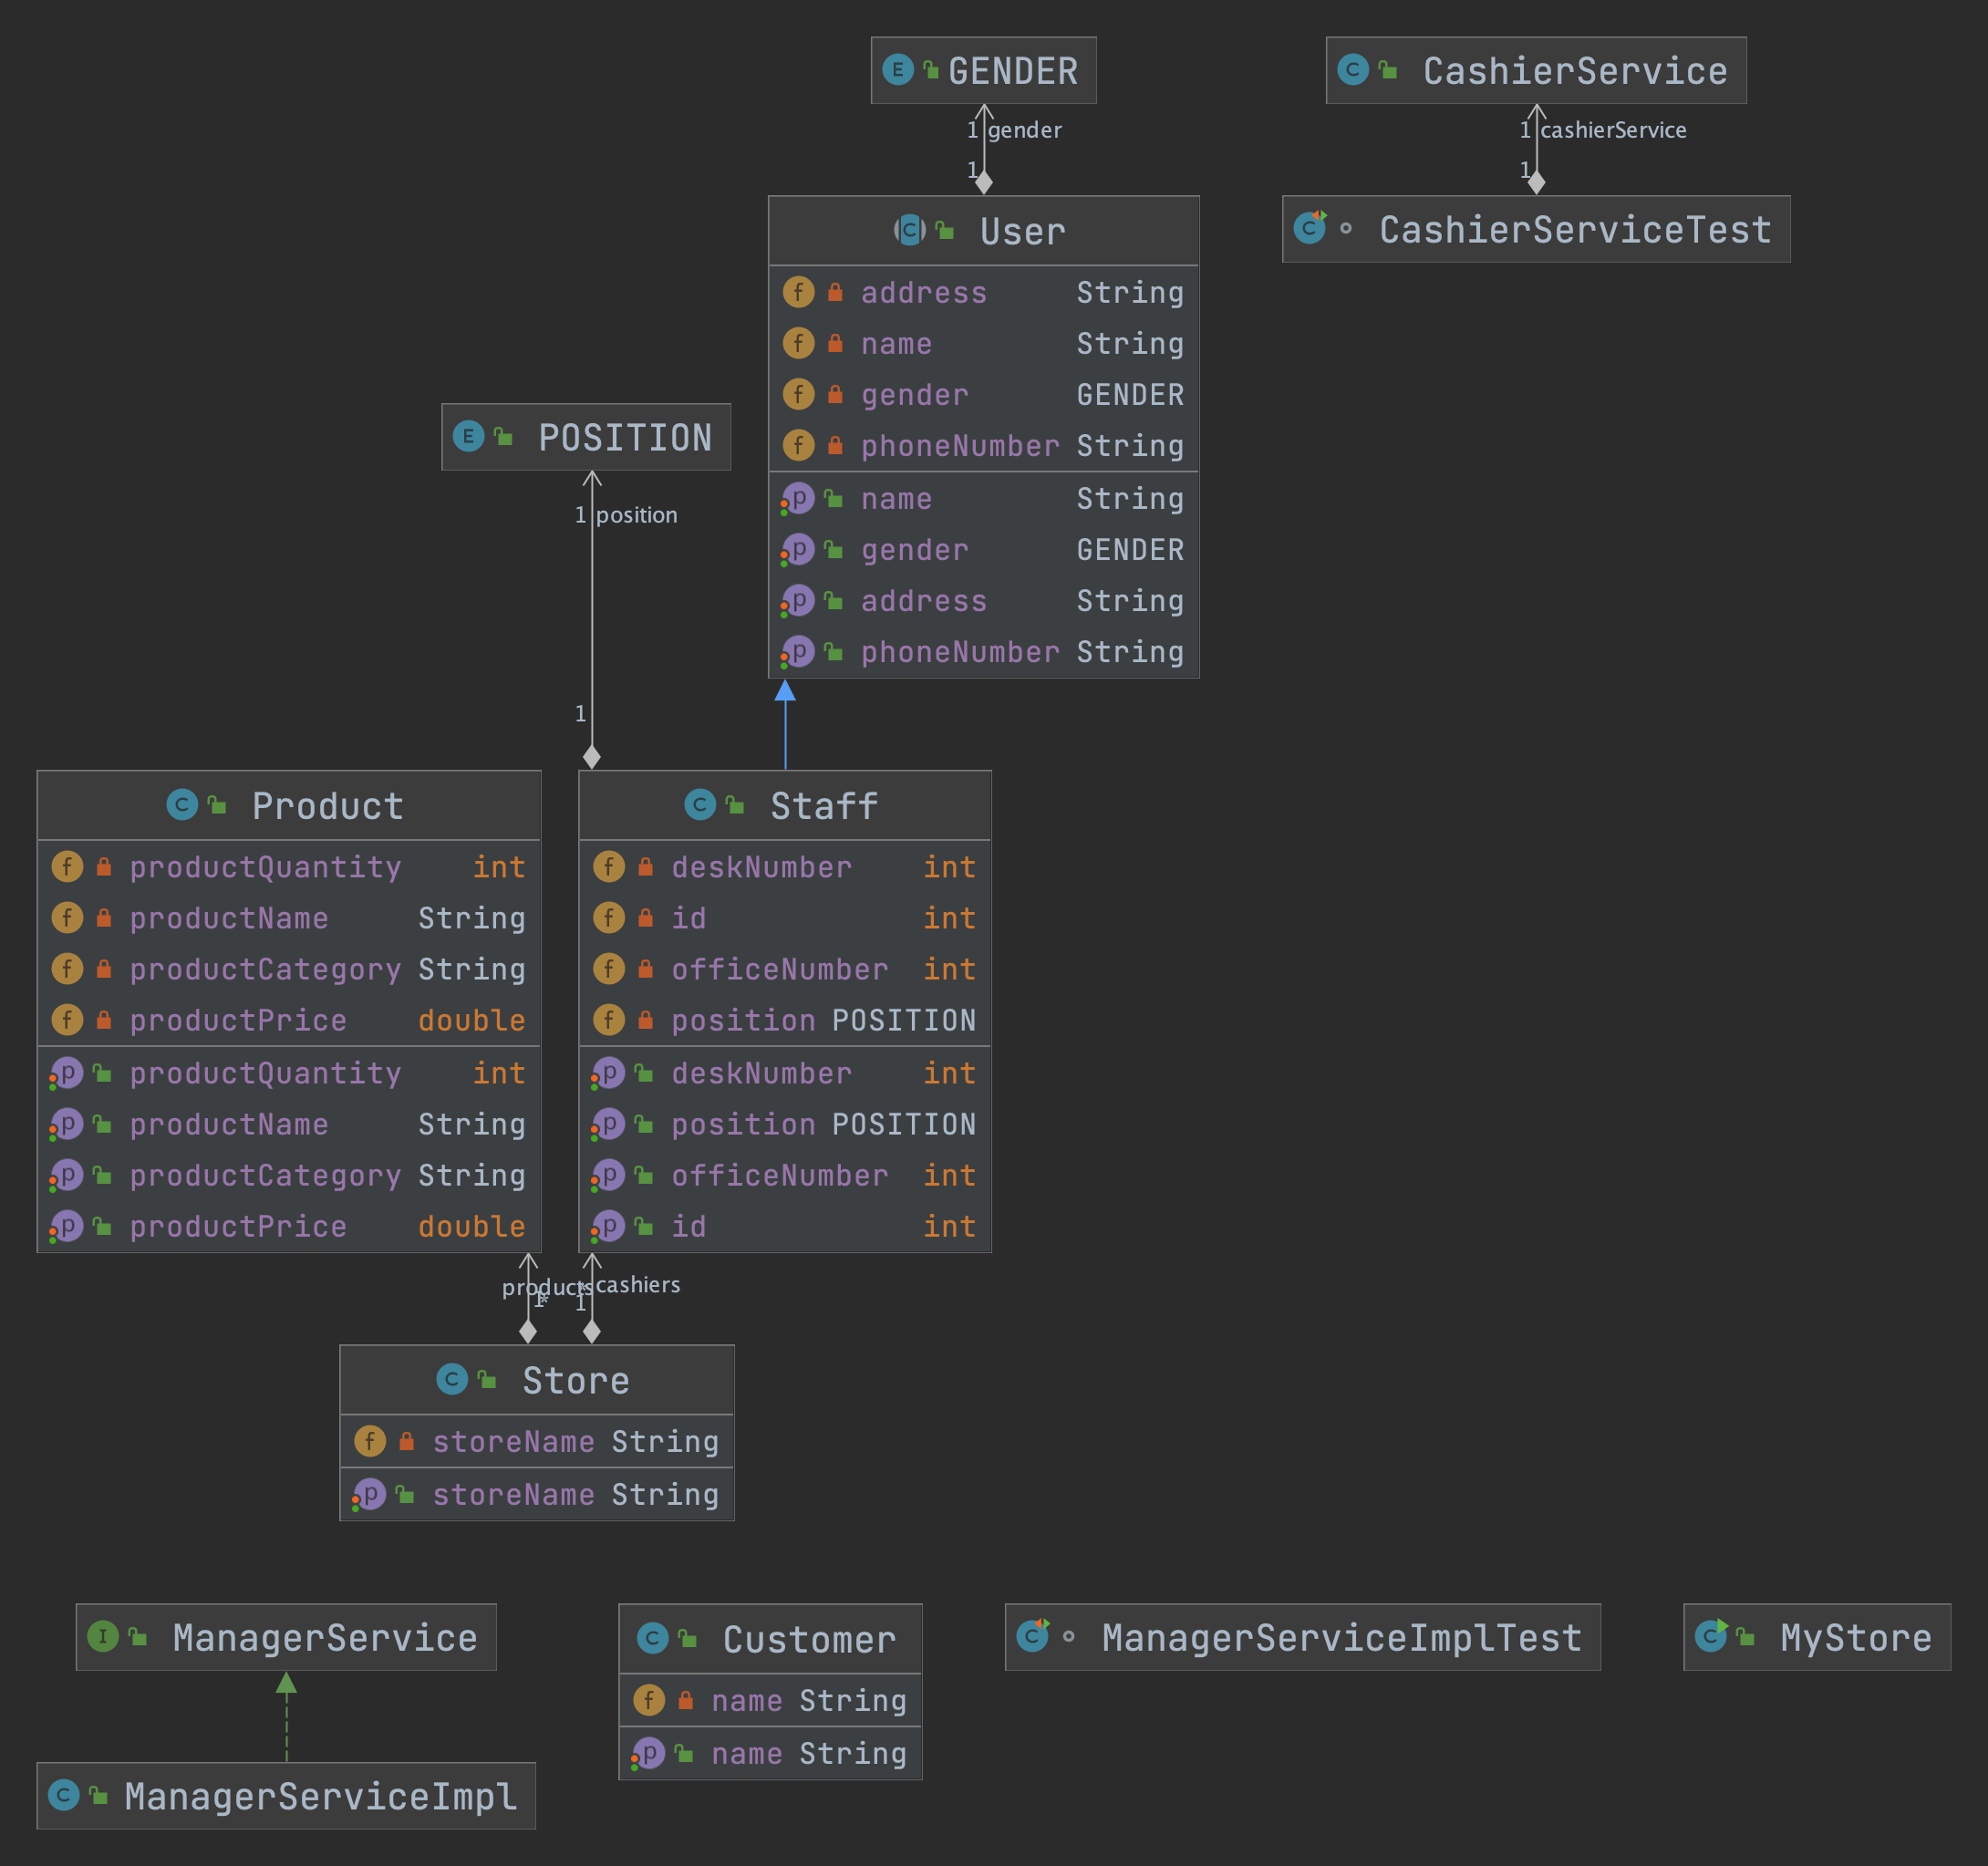 GENDER
1 gender
1
User
address String
name String
gender GENDER
phoneNumber String
name String
gender GENDER
address String
phoneNumber String
CashierService
1 cashierService
1
CashierServiceTest
POSITION
1 position
1
Product
productQuantity int
productName String
productCategory String
productPrice double
productQuantity int
productName String
productCategory String
productPrice double
Staff
deskNumber int
id int
officeNumber int
position POSITION
deskNumber int
position POSITION
officeNumber int
id int
products
1
*
* cashiers
1
Store
storeName String
storeName String
ManagerService
ManagerServiceImpl
Customer
name String
name String
ManagerServiceImplTest
MyStore